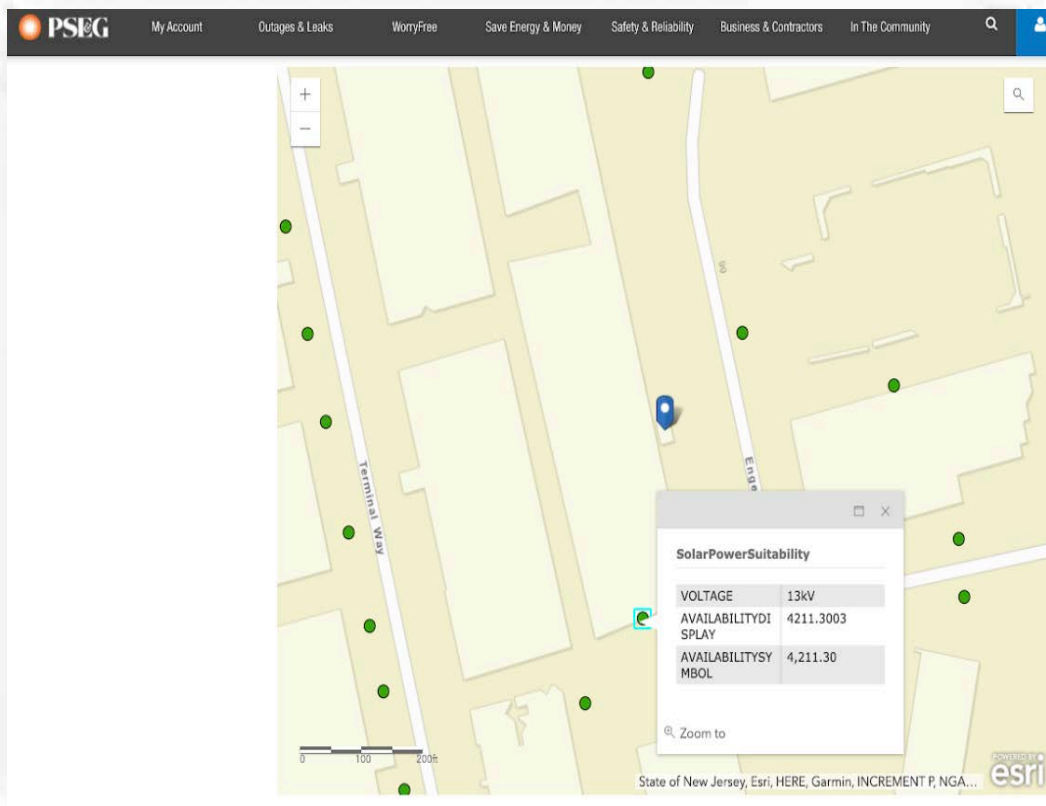 PSEG My Account Outages & Leaks WorryFree Save Energy & Money Safety & Reliability Business & Contractors In The Community
+
−
Terminal Way
Enge
SolarPowerSuitability
VOLTAGE 13kV
AVAILABILITYDI 4211.3003
SPLAY
AVAILABILITYSY 4,211.30
MBOL
Zoom to
0 100 200ft
POWERED BY
esri
State of New Jersey, Esri, HERE, Garmin, INCREMENT P, NGA...